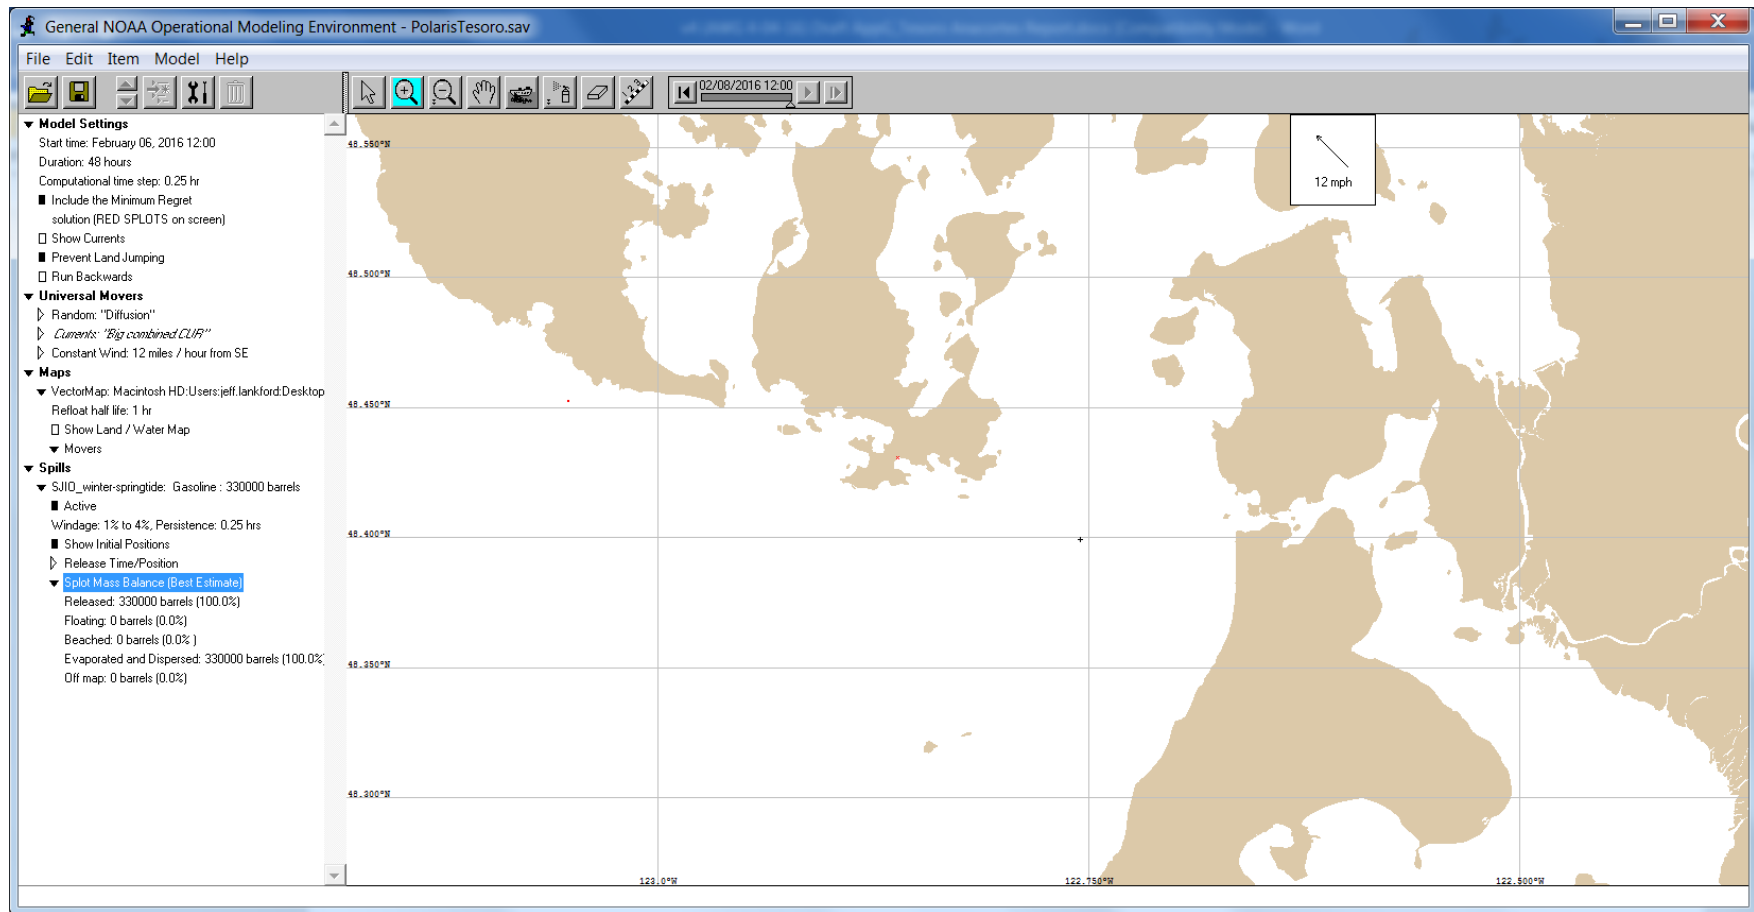 General NOAA Operational Modeling Environment - PolarisTesoro.sav
File Edit Item Model Help
02/08/2016 12:00
Model Settings
Start time: February 06, 2016 12:00
Duration: 48 hours
Computational time step: 0.25 hr
Include the Minimum Regret
solution (RED SPLOTS on screen)
Show Currents
Prevent Land Jumping
Run Backwards
Universal Movers
Random: "Diffusion"
Currents: "Big combined.CUR"
Constant Wind: 12 miles / hour from SE
Maps
VectorMap: Macintosh HD:Users:jeff.lankford:Desktop
Refloat half life: 1 hr
Show Land / Water Map
Movers
Spills
SJIO_winter-springtide: Gasoline : 330000 barrels
Active
Windage: 1% to 4%, Persistence: 0.25 hrs
Show Initial Positions
Release Time/Position
Splot Mass Balance (Best Estimate)
Released: 330000 barrels (100.0%)
Floating: 0 barrels (0.0%)
Beached: 0 barrels (0.0% )
Evaporated and Dispersed: 330000 barrels (100.0%
Off map: 0 barrels (0.0%)
12 mph
48.550°N
48.500°N
48.450°N
48.400°N
48.350°N
48.300°N
123.0°W
122.750°W
122.500°W